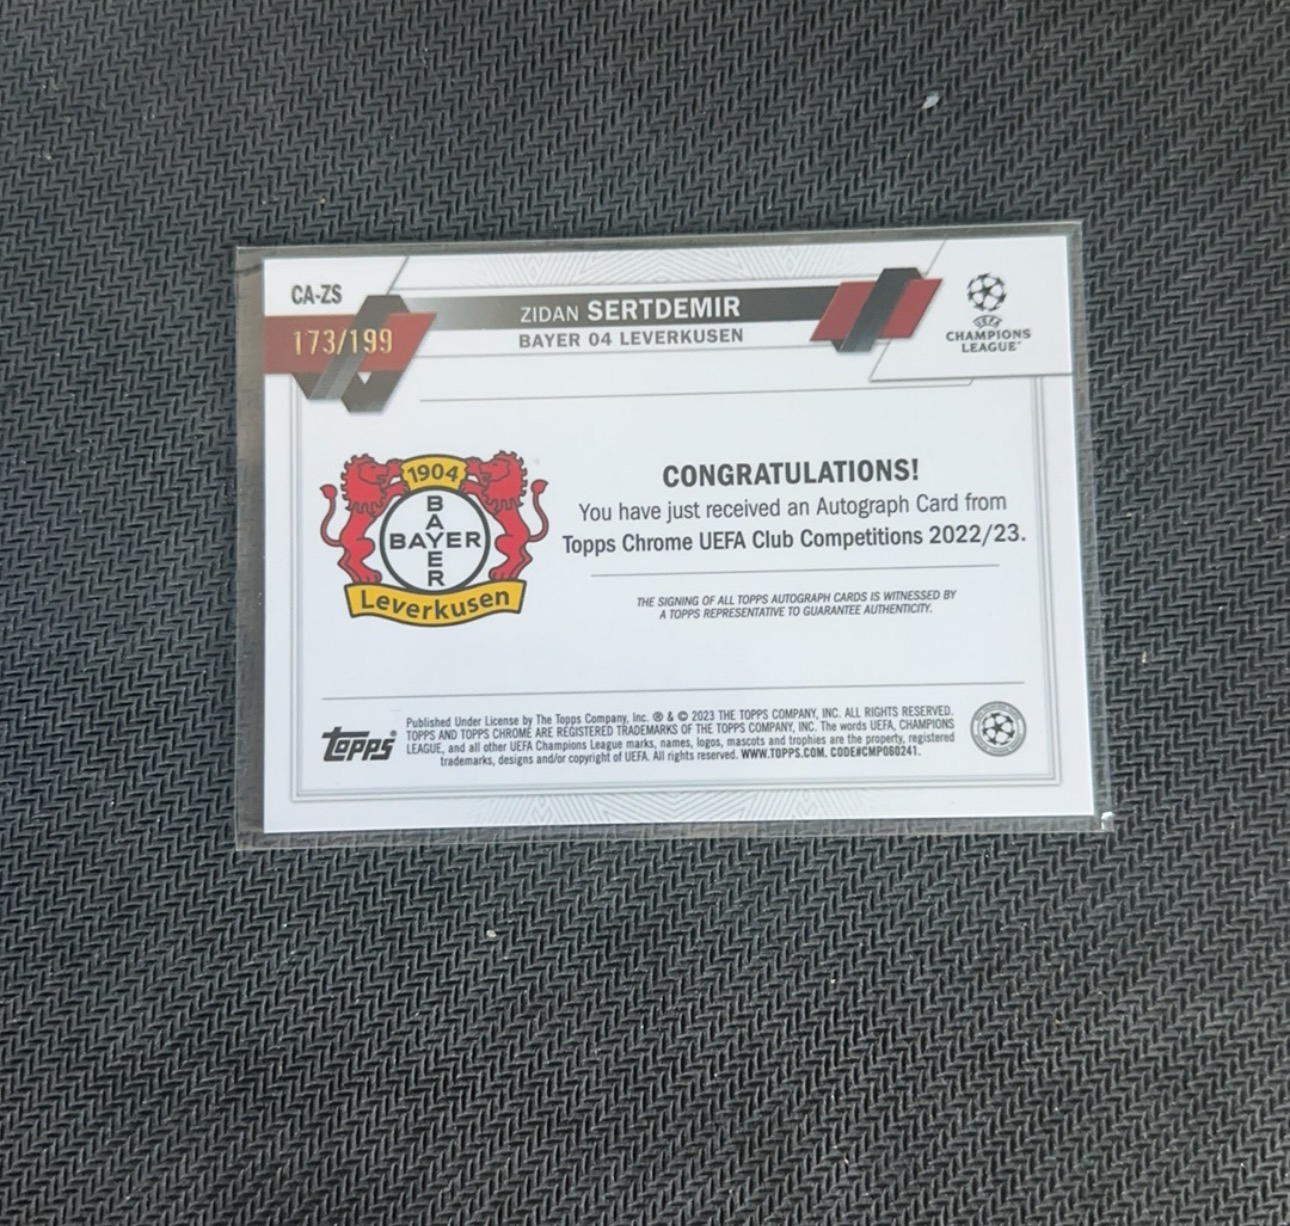 CA-ZS
173/199
ZIDAN SERTDEMIR
BAYER 04 LEVERKUSEN
UEFA
CHAMPIONS
LEAGUE
1904
BAYER
BAYER
Leverkusen
CONGRATULATIONS!
You have just received an Autograph Card from
Topps Chrome UEFA Club Competitions 2022/23.
THE SIGNING OF ALL TOPPS AUTOGRAPH CARDS IS WITNESSED BY
A TOPPS REPRESENTATIVE TO GUARANTEE AUTHENTICITY.
topps
Published Under License by The Topps Company, Inc. ® & © 2023 THE TOPPS COMPANY, INC. ALL RIGHTS RESERVED.
TOPPS AND TOPPS CHROME ARE REGISTERED TRADEMARKS OF THE TOPPS COMPANY, INC. The words UEFA, CHAMPIONS
LEAGUE, and all other UEFA Champions League marks, names, logos, mascots and trophies are the property, registered
trademarks, designs and/or copyright of UEFA. All rights reserved. WWW.TOPPS.COM. CODE#CMP060241.